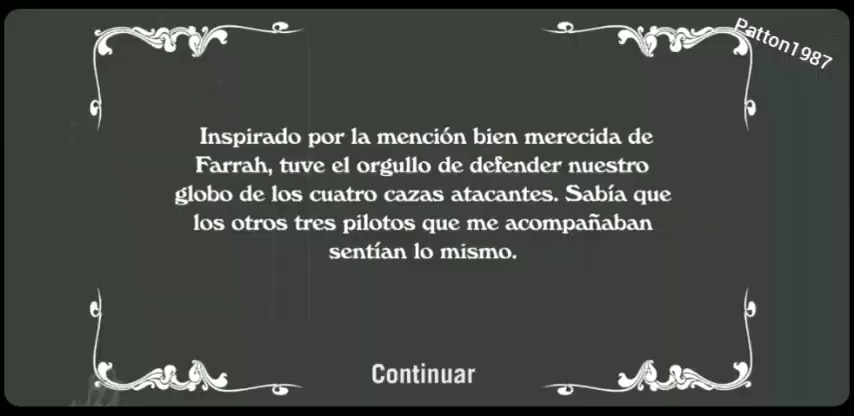 Patton1987
Inspirado por la mención bien merecida de
Farrah, tuve el orgullo de defender nuestro
globo de los cuatro cazas atacantes. Sabía que
los otros tres pilotos que me acompañaban
sentían lo mismo.
Continuar